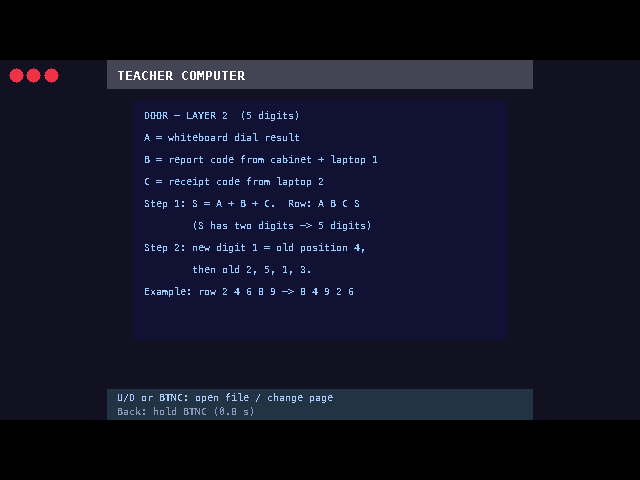 TEACHER COMPUTER
DOOR - LAYER 2 (5 digits)
A = whiteboard dial result
B = report code from cabinet + laptop 1
C = receipt code from laptop 2
Step 1: S = A + B + C. Row: A B C S
(S has two digits -> 5 digits)
Step 2: new digit 1 = old position 4,
then old 2, 5, 1, 3.
Example: row 2 4 6 8 9 -> 8 4 9 2 6
U/D or BTNC: open file / change page
Back: hold BTNC (0.8 s)